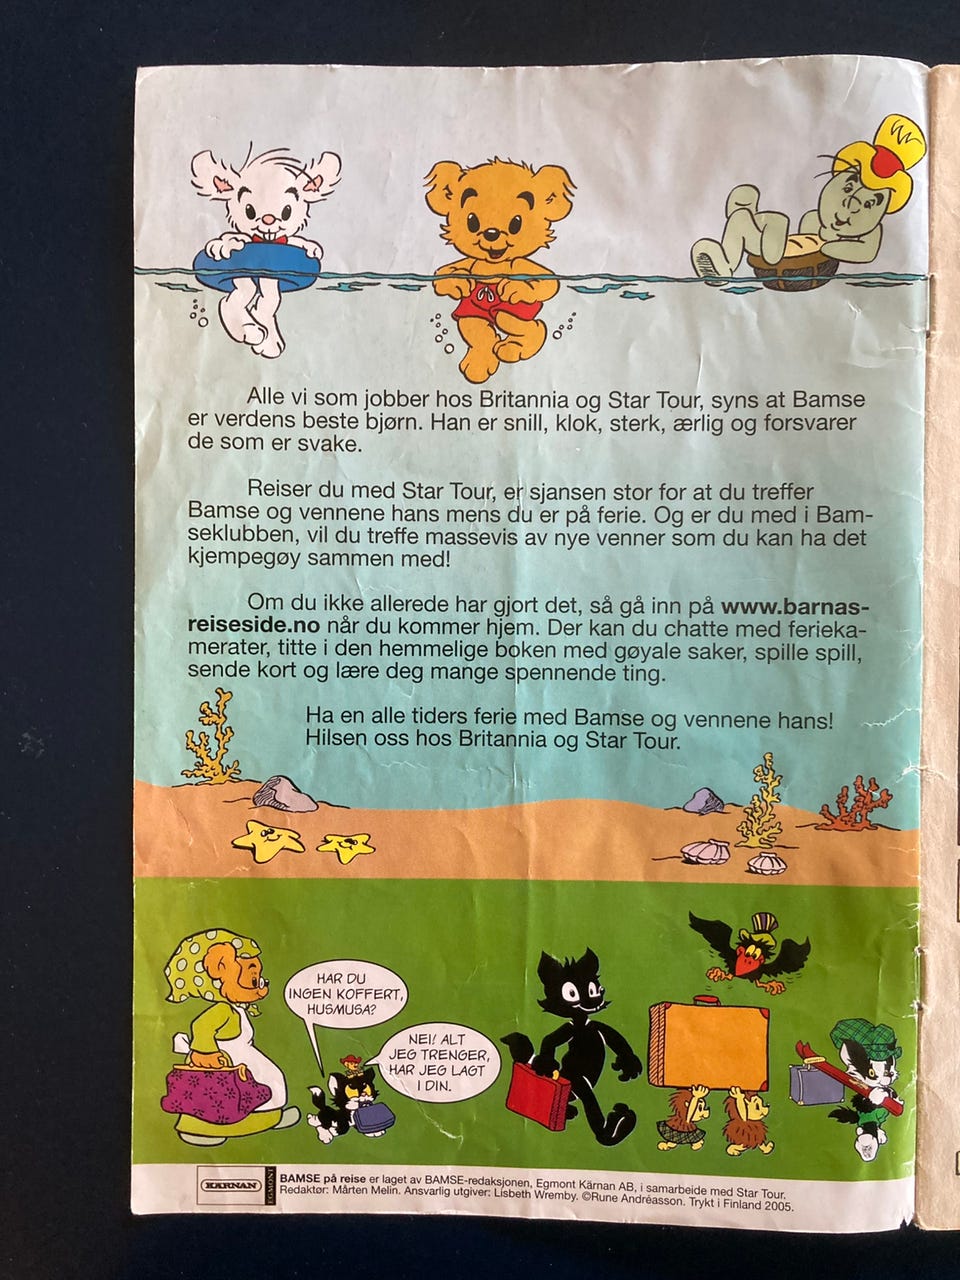 Alle vi som jobber hos Britannia og Star Tour, syns at Bamse
er verdens beste bjørn. Han er snill, klok, sterk, ærlig og forsvarer
de som er svake.
Reiser du med Star Tour, er sjansen stor for at du treffer
Bamse og vennene hans mens du er på ferie. Og er du med i Bam-
seklubben, vil du treffe massevis av nye venner som du kan ha det
kjempegøy sammen med!
Om du ikke allerede har gjort det, så gå inn på www.barnas-
reiseside.no når du kommer hjem. Der kan du chatte med ferieka-
merater, titte i den hemmelige boken med gøyale saker, spille spill,
sende kort og lære deg mange spennende ting.
Ha en alle tiders ferie med Bamse og vennene hans!
Hilsen oss hos Britannia og Star Tour.
HAR DU
INGEN KOFFERT,
HUSMUSA?
NEI! ALT
JEG TRENGER,
HAR JEG LAGT
I DIN.
KÄRNAN
EGMONT
BAMSE på reise er laget av BAMSE-redaksjonen, Egmont Kärnan AB, i samarbeide med Star Tour.
Redaktør: Mårten Melin. Ansvarlig utgiver: Lisbeth Wremby. ©Rune Andréasson. Trykt i Finland 2005.